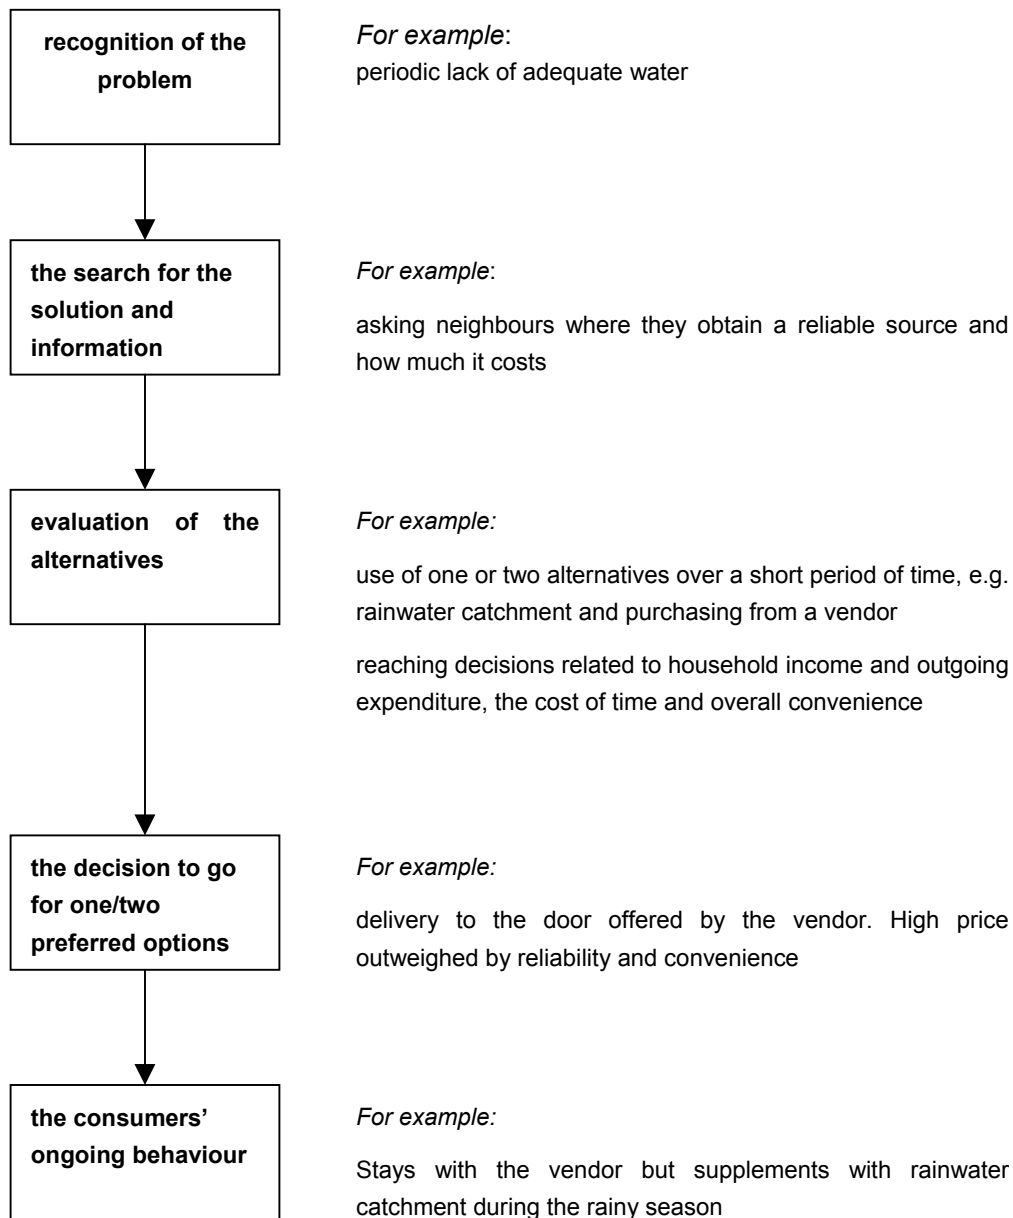 recognition of the
problem
For example:
periodic lack of adequate water
the search for the
solution and
information
For example:
asking neighbours where they obtain a reliable source and
how much it costs
evaluation of the
alternatives
For example:
use of one or two alternatives over a short period of time, e.g.
rainwater catchment and purchasing from a vendor
reaching decisions related to household income and outgoing
expenditure, the cost of time and overall convenience
the decision to go
for one/two
preferred options
For example:
delivery to the door offered by the vendor. High price
outweighed by reliability and convenience
the consumers’
ongoing behaviour
For example:
Stays with the vendor but supplements with rainwater
catchment during the rainy season